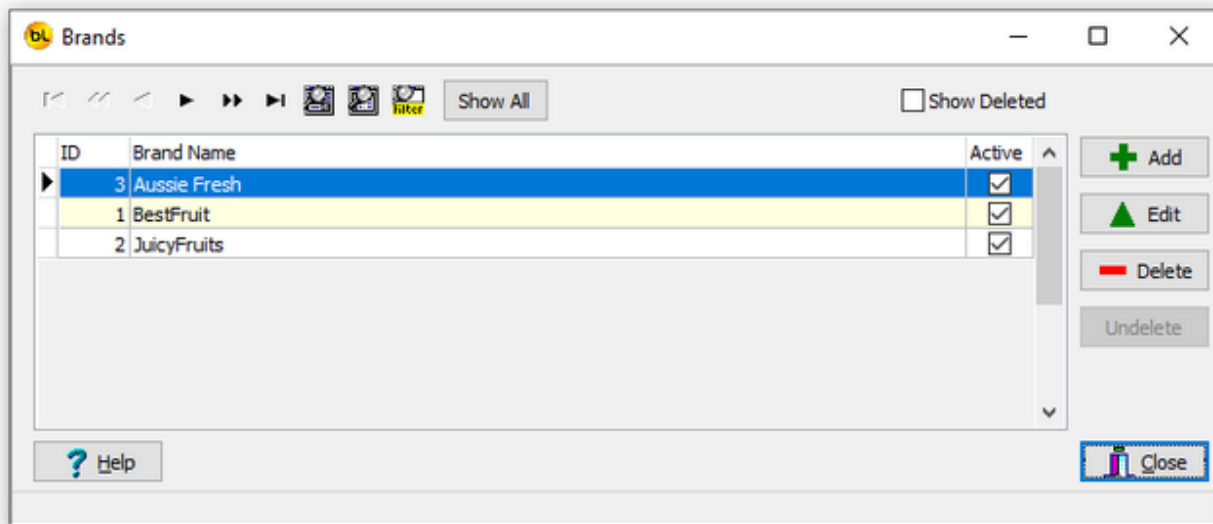 bL Brands
filter Show All Show Deleted
ID Brand Name Active
3 Aussie Fresh
1 BestFruit
2 JuicyFruits
Add
Edit
Delete
Undelete
? Help
Close